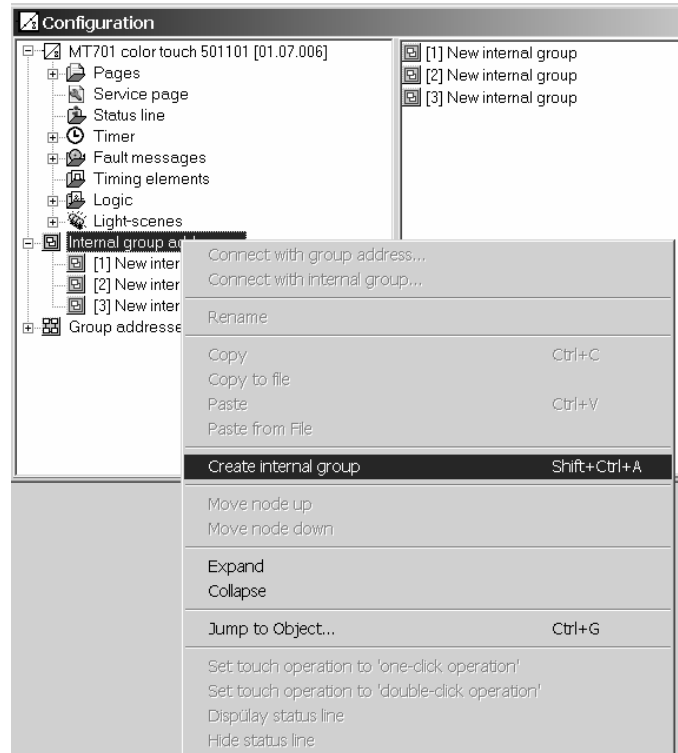 Configuration
MT701 color touch 501101 [01.07.006]
Pages
Service page
Status line
Timer
Fault messages
Timing elements
Logic
Light-scenes
Internal group ad
[1] New inter
[2] New inter
[3] New inter
Group addresse
[1] New internal group
[2] New internal group
[3] New internal group
Connect with group address...
Connect with internal group...
Rename
Copy Ctrl+C
Copy to file
Paste Ctrl+V
Paste from File
Create internal group Shift+Ctrl+A
Move node up
Move node down
Expand
Collapse
Jump to Object... Ctrl+G
Set touch operation to 'one-click operation'
Set touch operation to 'double-click operation'
Dispülay status line
Hide status line